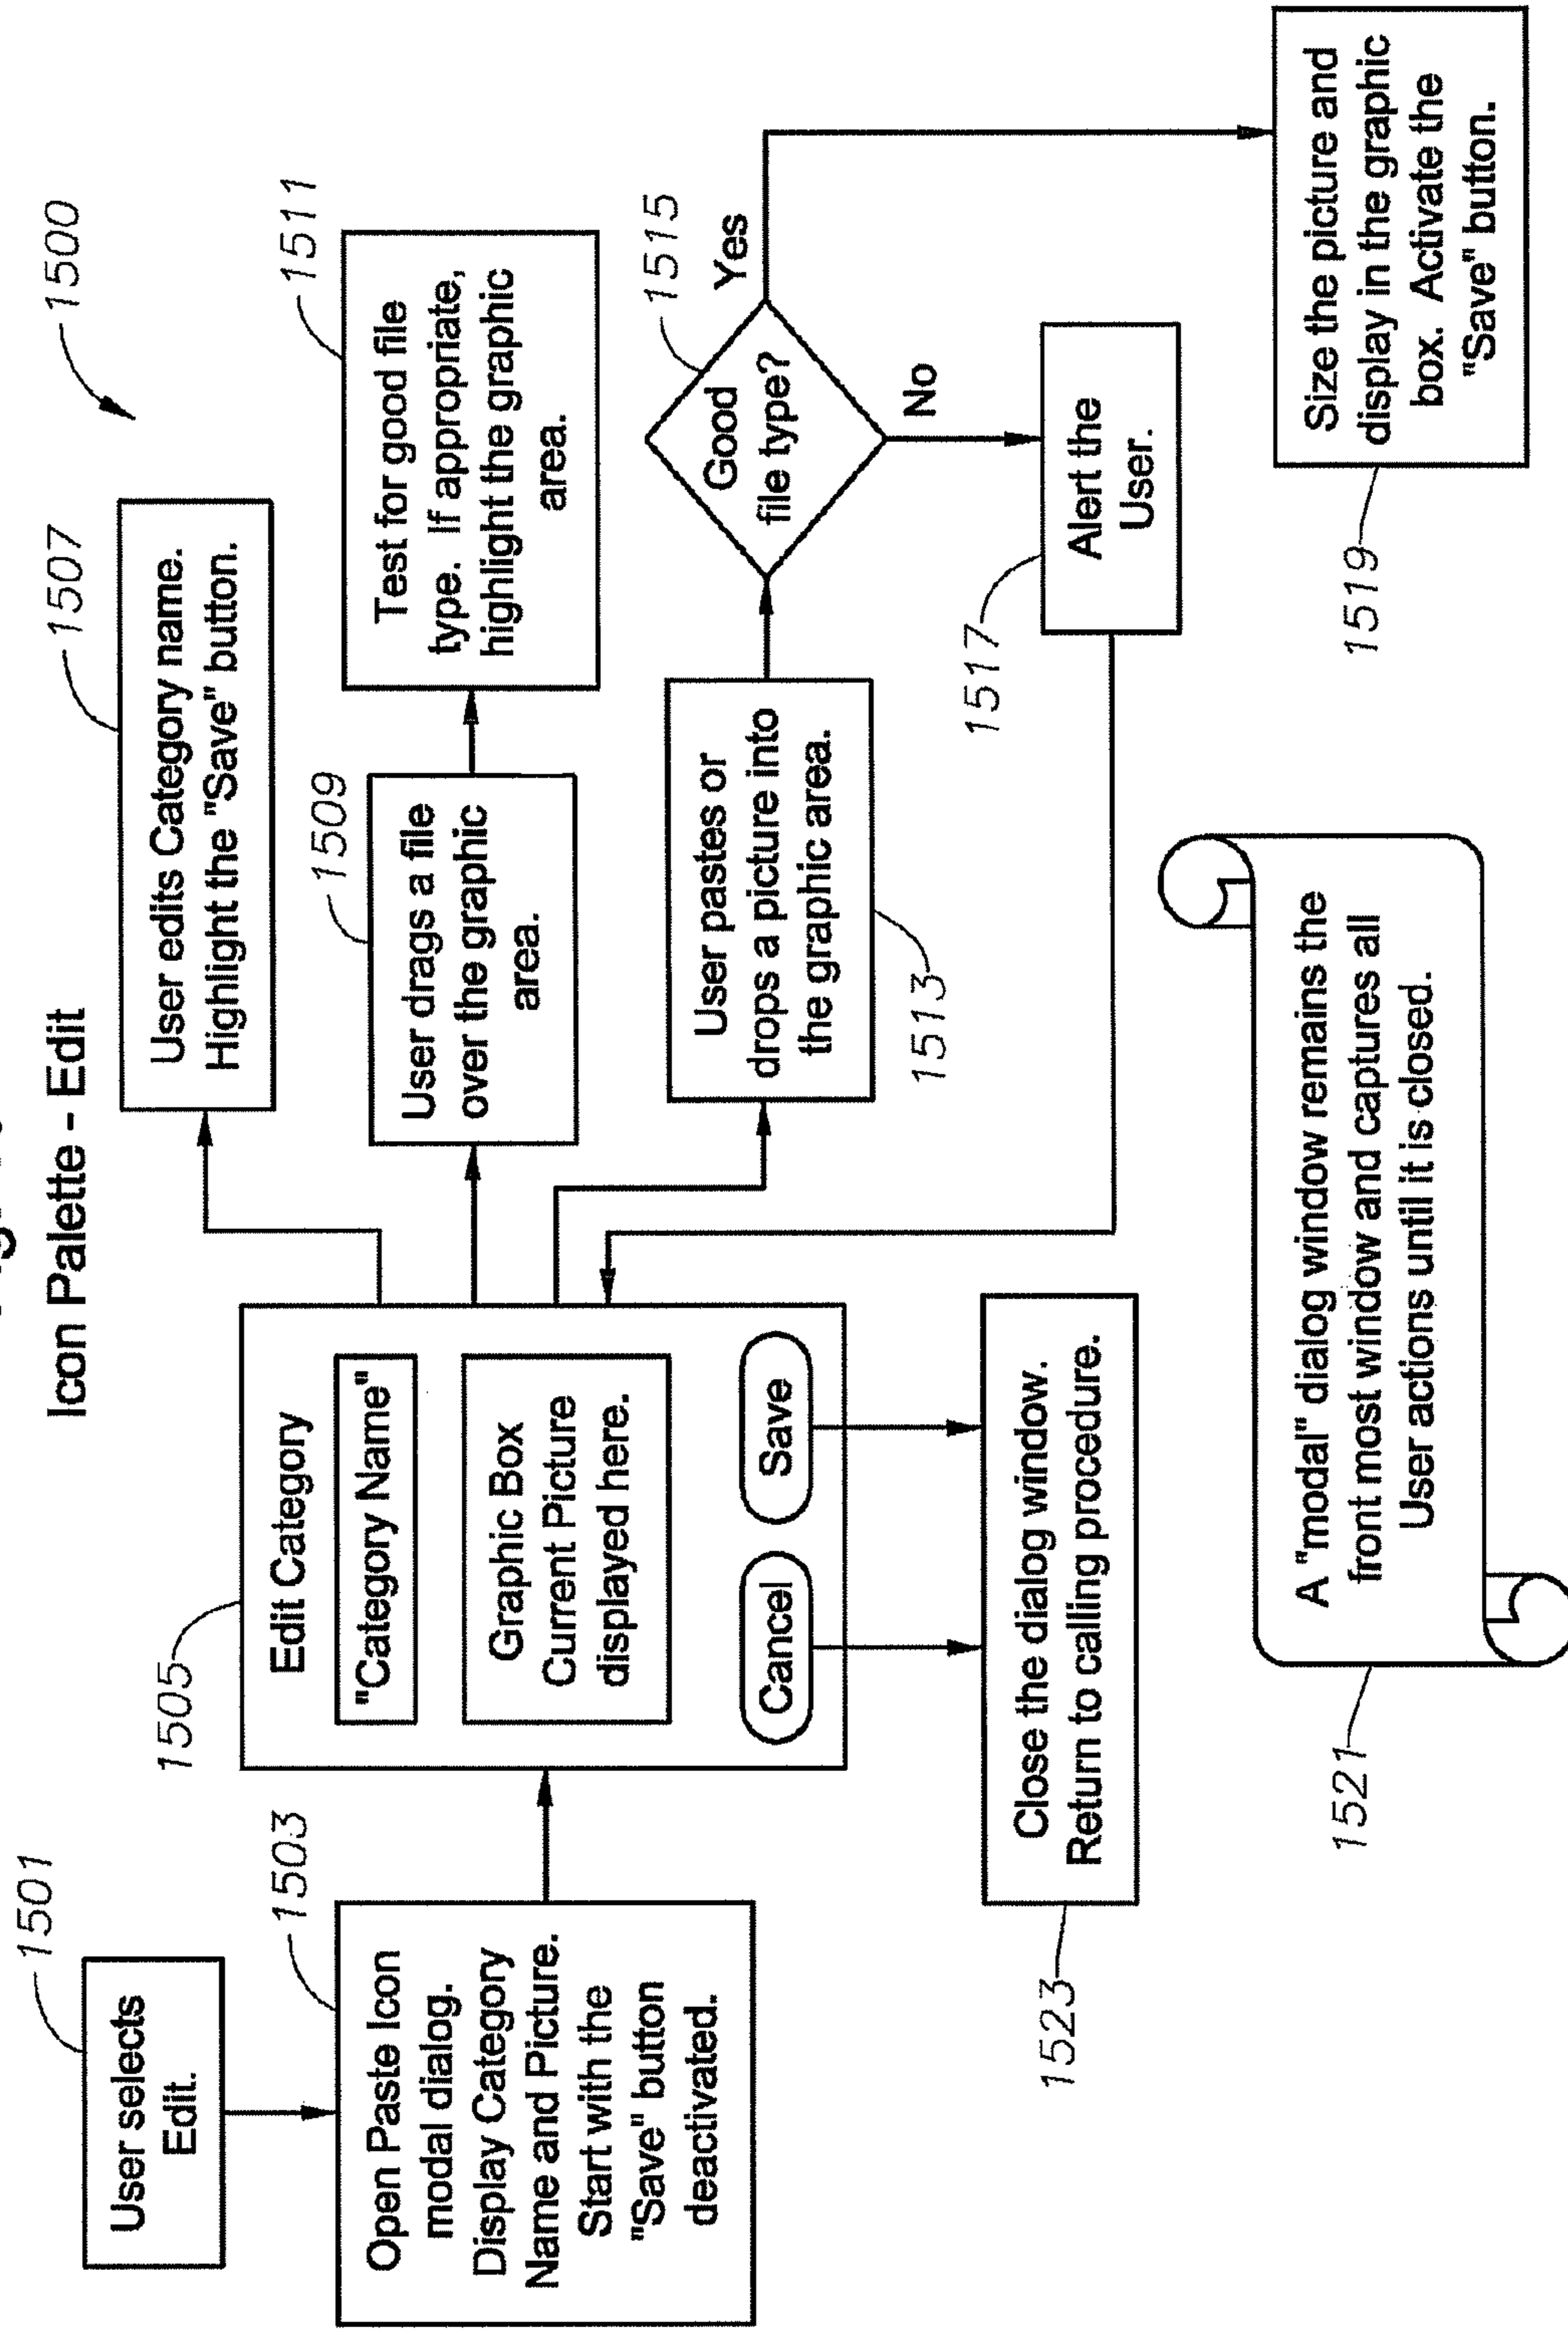 Icon Palette - Edit
1500
1501
User selects
Edit.
1503
Open Paste Icon
modal dialog.
Display Category
Name and Picture.
Start with the
"Save" button
deactivated.
1505
Edit Category
"Category Name"
Graphic Box
Current Picture
displayed here.
Cancel
Save
1507
User edits Category name.
Highlight the "Save" button.
1509
User drags a file
over the graphic
area.
1511
Test for good file
type. If appropriate,
highlight the graphic
area.
User pastes or
drops a picture into
the graphic area.
1513
1515
Good
file type?
Yes
No
1517
Alert the
User.
1519
Size the picture and
display in the graphic
box. Activate the
"Save" button.
1523
Close the dialog window.
Return to calling procedure.
1521
A "modal" dialog window remains the
front most window and captures all
User actions until it is closed.